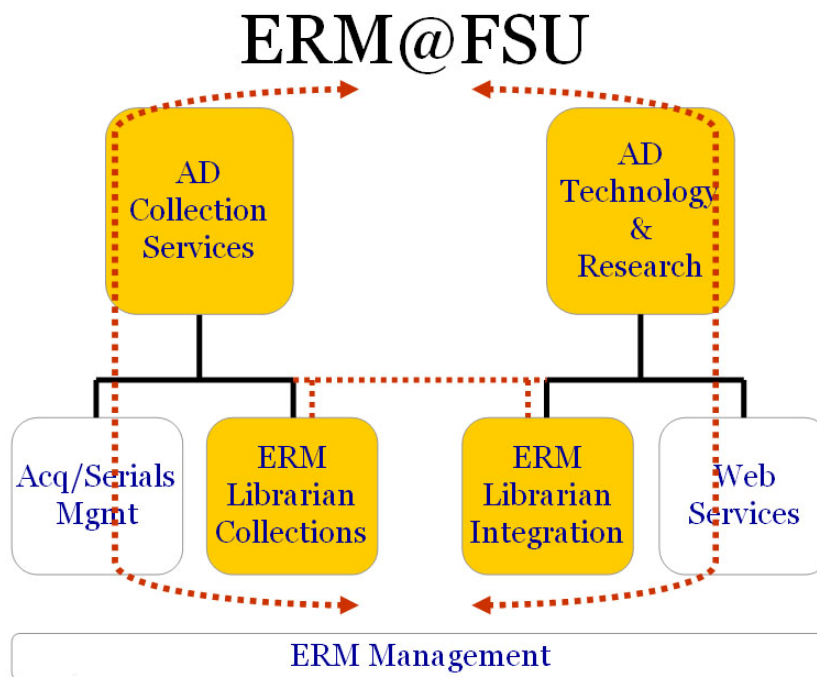 ERM@FSU
AD
Collection
Services
AD
Technology
&
Research
Acq/Serials
Mgmt
ERM
Librarian
Collections
ERM
Librarian
Integration
Web
Services
ERM Management